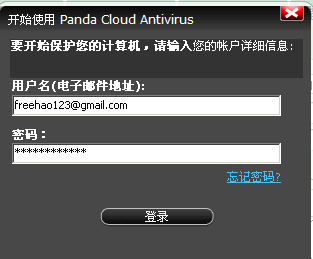 开始使用 Panda Cloud Antivirus
要开始保护您的计算机，请输入您的帐户详细信息:
用户名(电子邮件地址):
freehao123@gmail.com
密码：
************
忘记密码?
登录